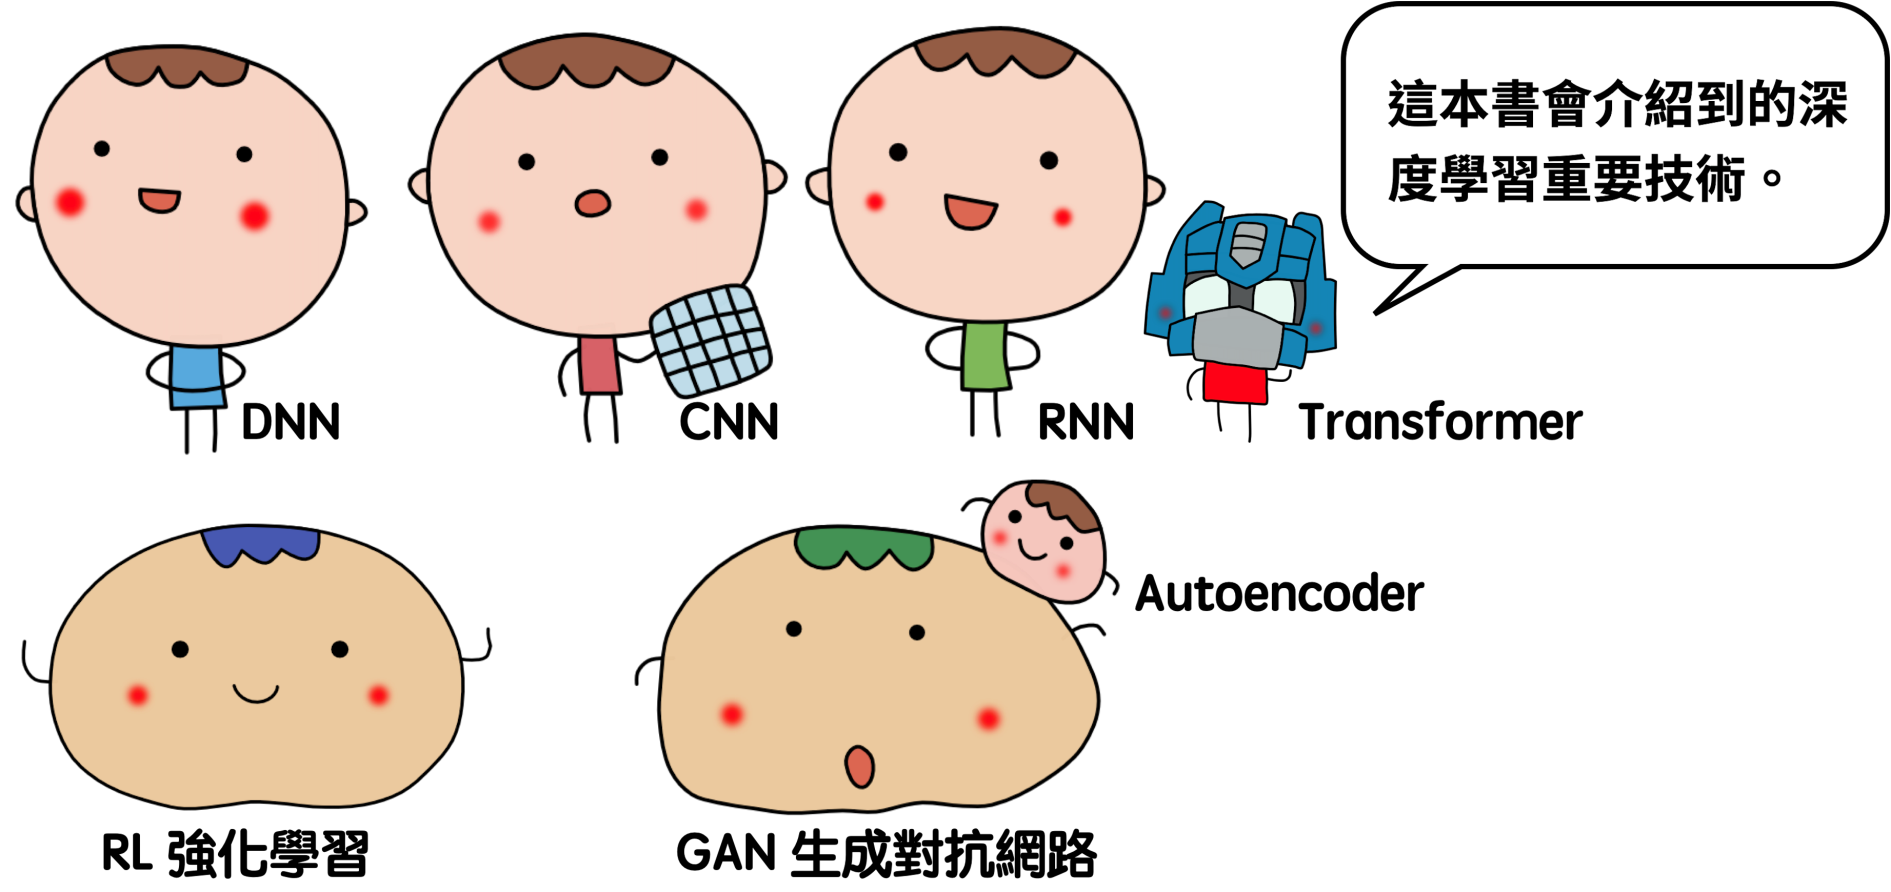 這本書會介紹到的深
度學習重要技術。
DNN
CNN
RNN
Transformer
Autoencoder
RL 強化學習
GAN 生成對抗網路